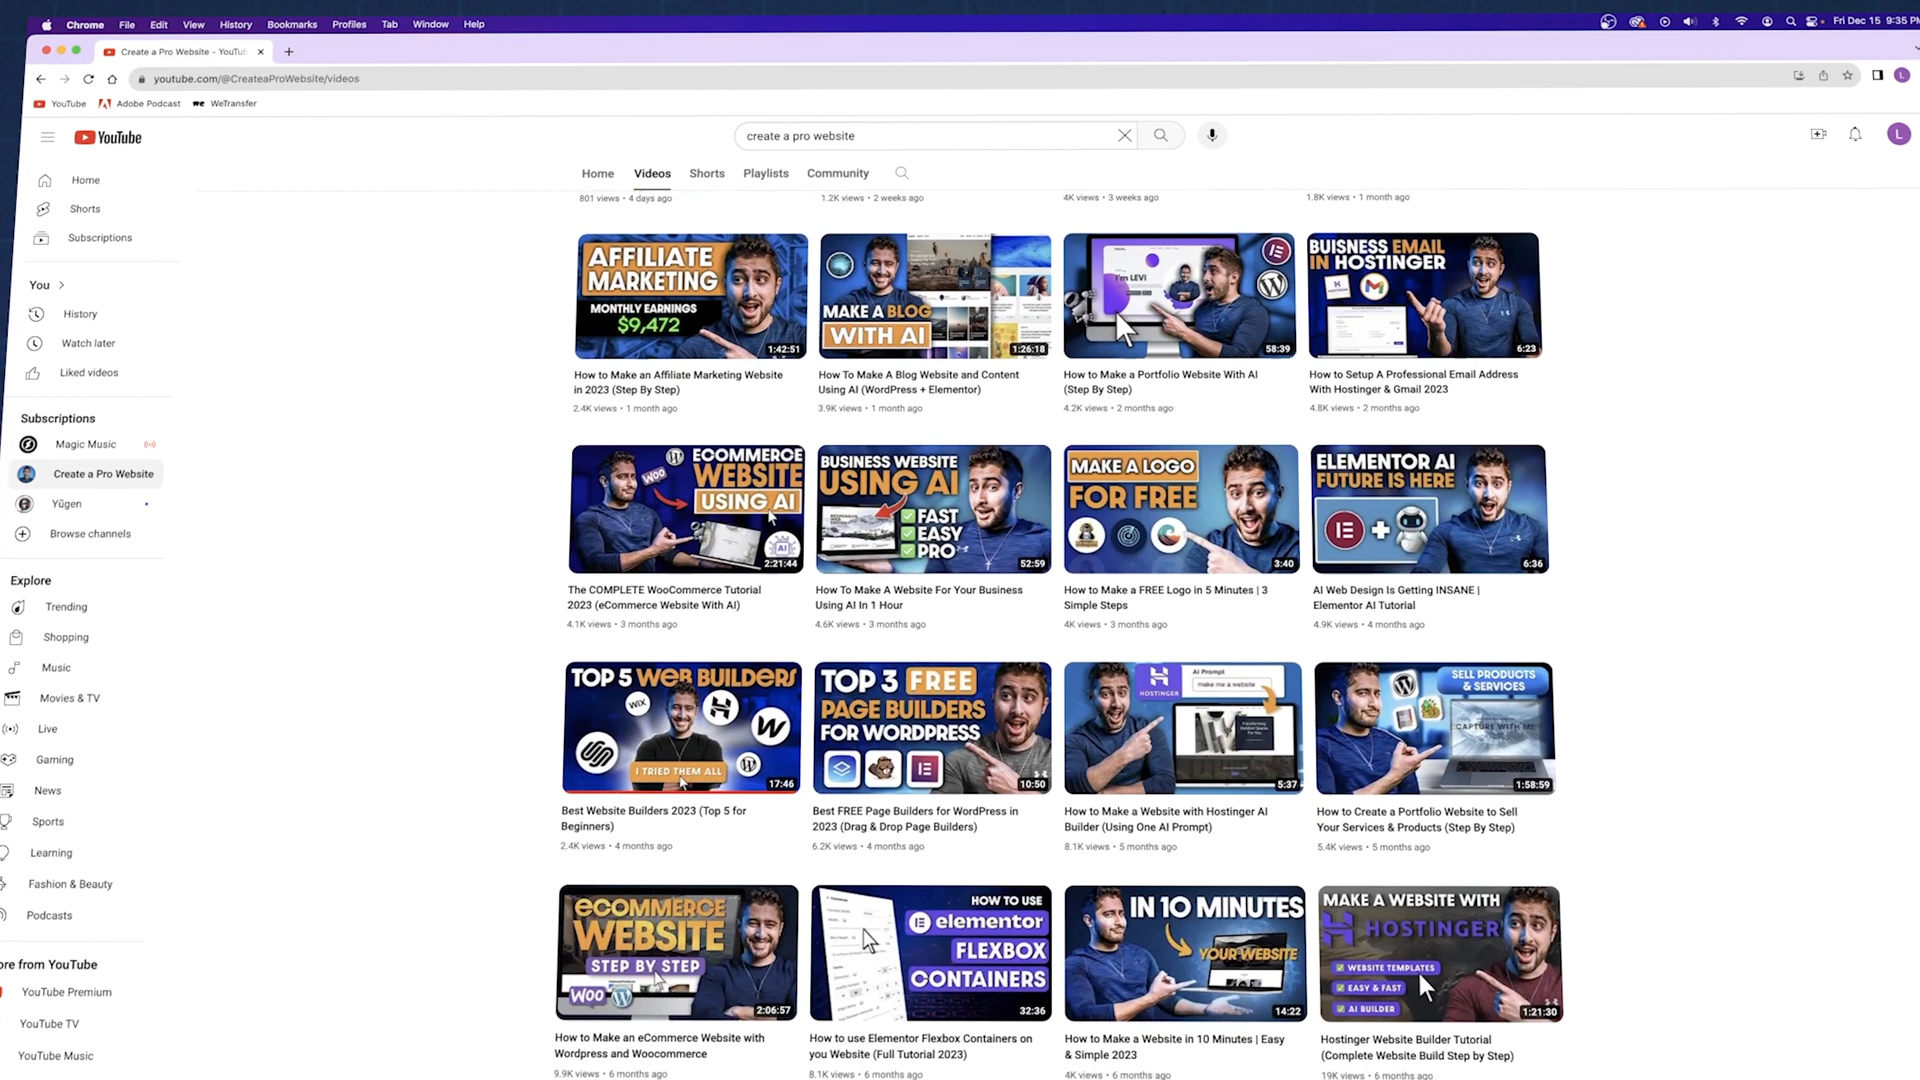 Chrome File Edit View History Bookmarks Profiles Tab Window Help
Fri Dec 15 9:35 PM
Create a Pro Website - YouTub
youtube.com/@CreateaProWebsite/videos
L
YouTube Adobe Podcast WeTransfer
YouTube
create a pro website
L
Home Videos Shorts Playlists Community
801 views • 4 days ago
1.2K views • 2 weeks ago
4K views • 3 weeks ago
1.8K views • 1 month ago
Home
Shorts
Subscriptions
You
History
Watch later
Liked videos
Subscriptions
Magic Music
Create a Pro Website
Yūgen
Browse channels
Explore
Trending
Shopping
Music
Movies & TV
Live
Gaming
News
Sports
Learning
Fashion & Beauty
Podcasts
ore from YouTube
YouTube Premium
YouTube TV
YouTube Music
AFFILIATE
MARKETING
MONTHLY EARNINGS
$9,472
1:42:51
How to Make an Affiliate Marketing Website
in 2023 (Step By Step)
2.4K views • 1 month ago
MAKE A BLOG
WITH AI
1:26:18
How To Make A Blog Website and Content
Using AI (WordPress + Elementor)
3.9K views • 1 month ago
I'm LEVI
58:39
How to Make a Portfolio Website With AI
(Step By Step)
4.2K views • 2 months ago
BUISNESS EMAIL
IN HOSTINGER
6:23
How to Setup A Professional Email Address
With Hostinger & Gmail 2023
4.8K views • 2 months ago
ECOMMERCE
WEBSITE
USING AI
WOO
AI
2:21:44
The COMPLETE WooCommerce Tutorial
2023 (eCommerce Website With AI)
4.1K views • 3 months ago
BUSINESS WEBSITE
USING AI
FAST
EASY
PRO
52:59
How To Make A Website For Your Business
Using AI In 1 Hour
4.6K views • 3 months ago
MAKE A LOGO
FOR FREE
3:40
How to Make a FREE Logo in 5 Minutes | 3
Simple Steps
4K views • 3 months ago
ELEMENTOR AI
FUTURE IS HERE
6:36
AI Web Design Is Getting INSANE |
Elementor AI Tutorial
4.9K views • 4 months ago
TOP 5 WEB BUILDERS
WIX
I TRIED THEM ALL
17:46
Best Website Builders 2023 (Top 5 for
Beginners)
2.4K views • 4 months ago
TOP 3 FREE
PAGE BUILDERS
FOR WORDPRESS
10:50
Best FREE Page Builders for WordPress in
2023 (Drag & Drop Page Builders)
6.2K views • 4 months ago
HOSTINGER
AI Prompt
make me a website
5:37
How to Make a Website with Hostinger AI
Builder (Using One AI Prompt)
8.1K views • 5 months ago
SELL PRODUCTS
& SERVICES
CAPTURE WITH ME
1:58:59
How to Create a Portfolio Website to Sell
Your Services & Products (Step By Step)
5.4K views • 5 months ago
ECOMMERCE
WEBSITE
STEP BY STEP
WOO
2:06:57
How to Make an eCommerce Website with
Wordpress and Woocommerce
9.9K views • 6 months ago
HOW TO USE
elementor
FLEXBOX
CONTAINERS
32:36
How to use Elementor Flexbox Containers on
you Website (Full Tutorial 2023)
8.1K views • 6 months ago
IN 10 MINUTES
YOUR WEBSITE
14:22
How to Make a Website in 10 Minutes | Easy
& Simple 2023
4K views • 6 months ago
MAKE A WEBSITE WITH
HOSTINGER
WEBSITE TEMPLATES
EASY & FAST
AI BUILDER
1:21:30
Hostinger Website Builder Tutorial
(Complete Website Build Step by Step)
19K views • 6 months ago